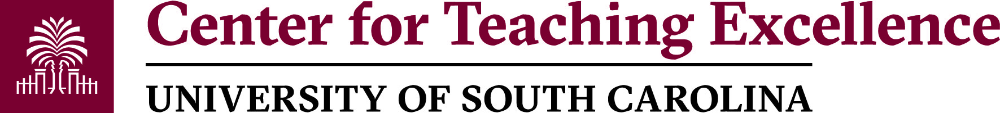 Center for Teaching Excellence
UNIVERSITY OF SOUTH CAROLINA